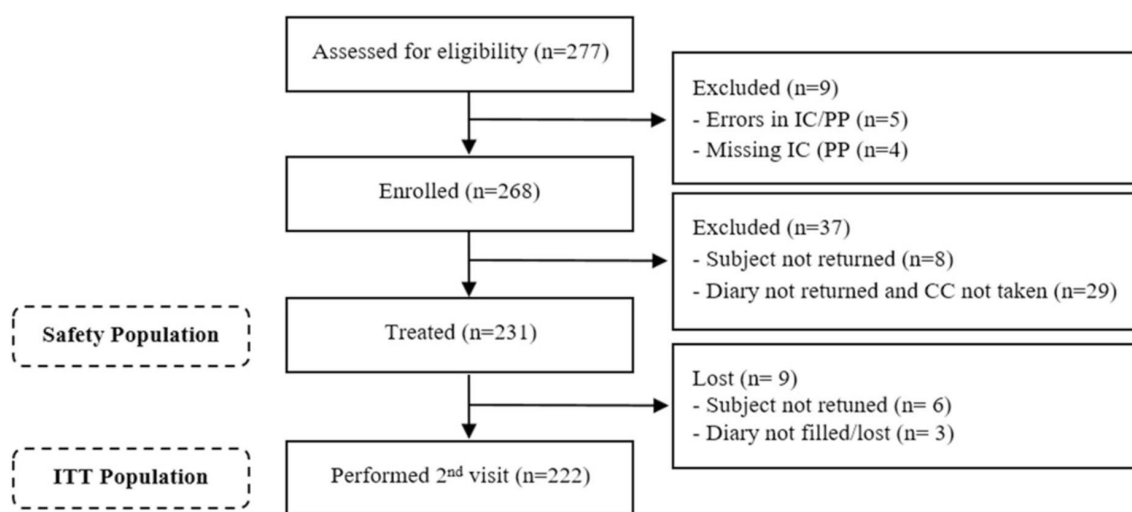 Assessed for eligibility (n=277)
Excluded (n=9)
- Errors in IC/PP (n=5)
- Missing IC (PP (n=4)
Enrolled (n=268)
Excluded (n=37)
- Subject not returned (n=8)
- Diary not returned and CC not taken (n=29)
Safety Population
Treated (n=231)
Lost (n= 9)
- Subject not retuned (n= 6)
- Diary not filled/lost (n= 3)
ITT Population
Performed 2nd visit (n=222)